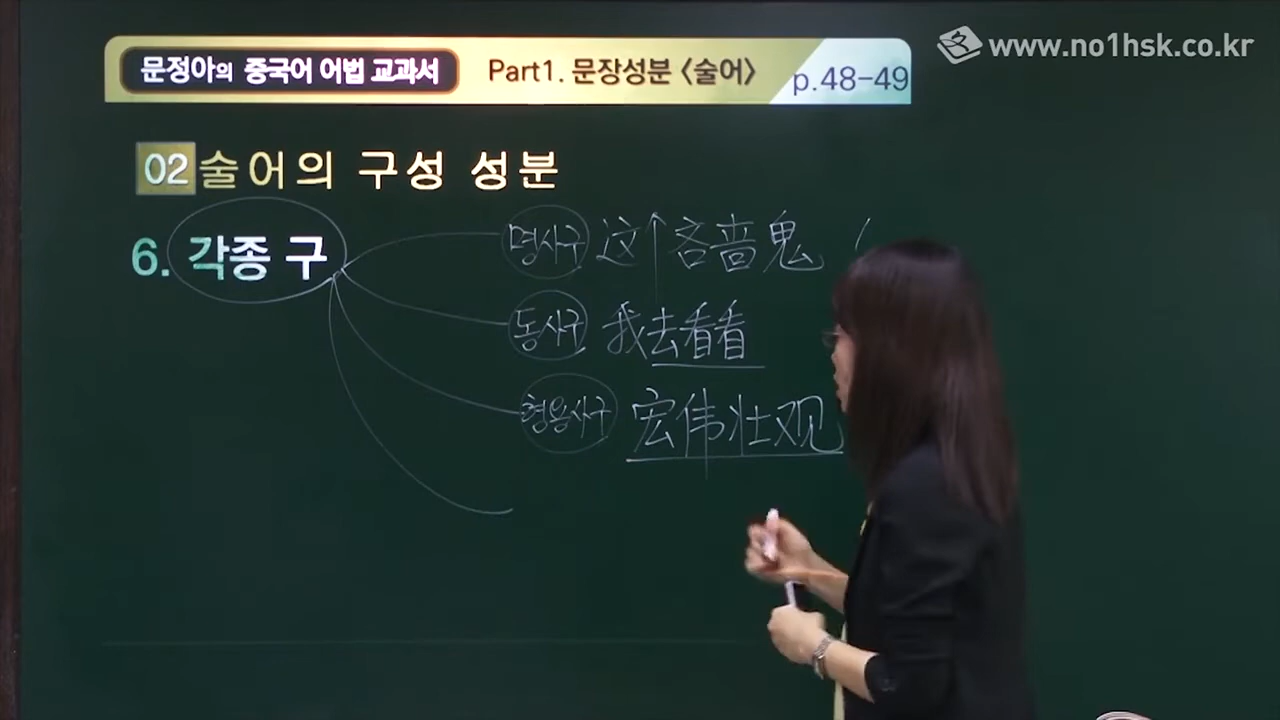 www.no1hsk.co.kr
문정아의 중국어 어법 교과서 Part1. 문장성분 <술어> p.48-49
02 술어의 구성 성분
6. 각종 구
명사구 这个吝啬鬼
동사구 我去看看
형용사구 宏伟壮观